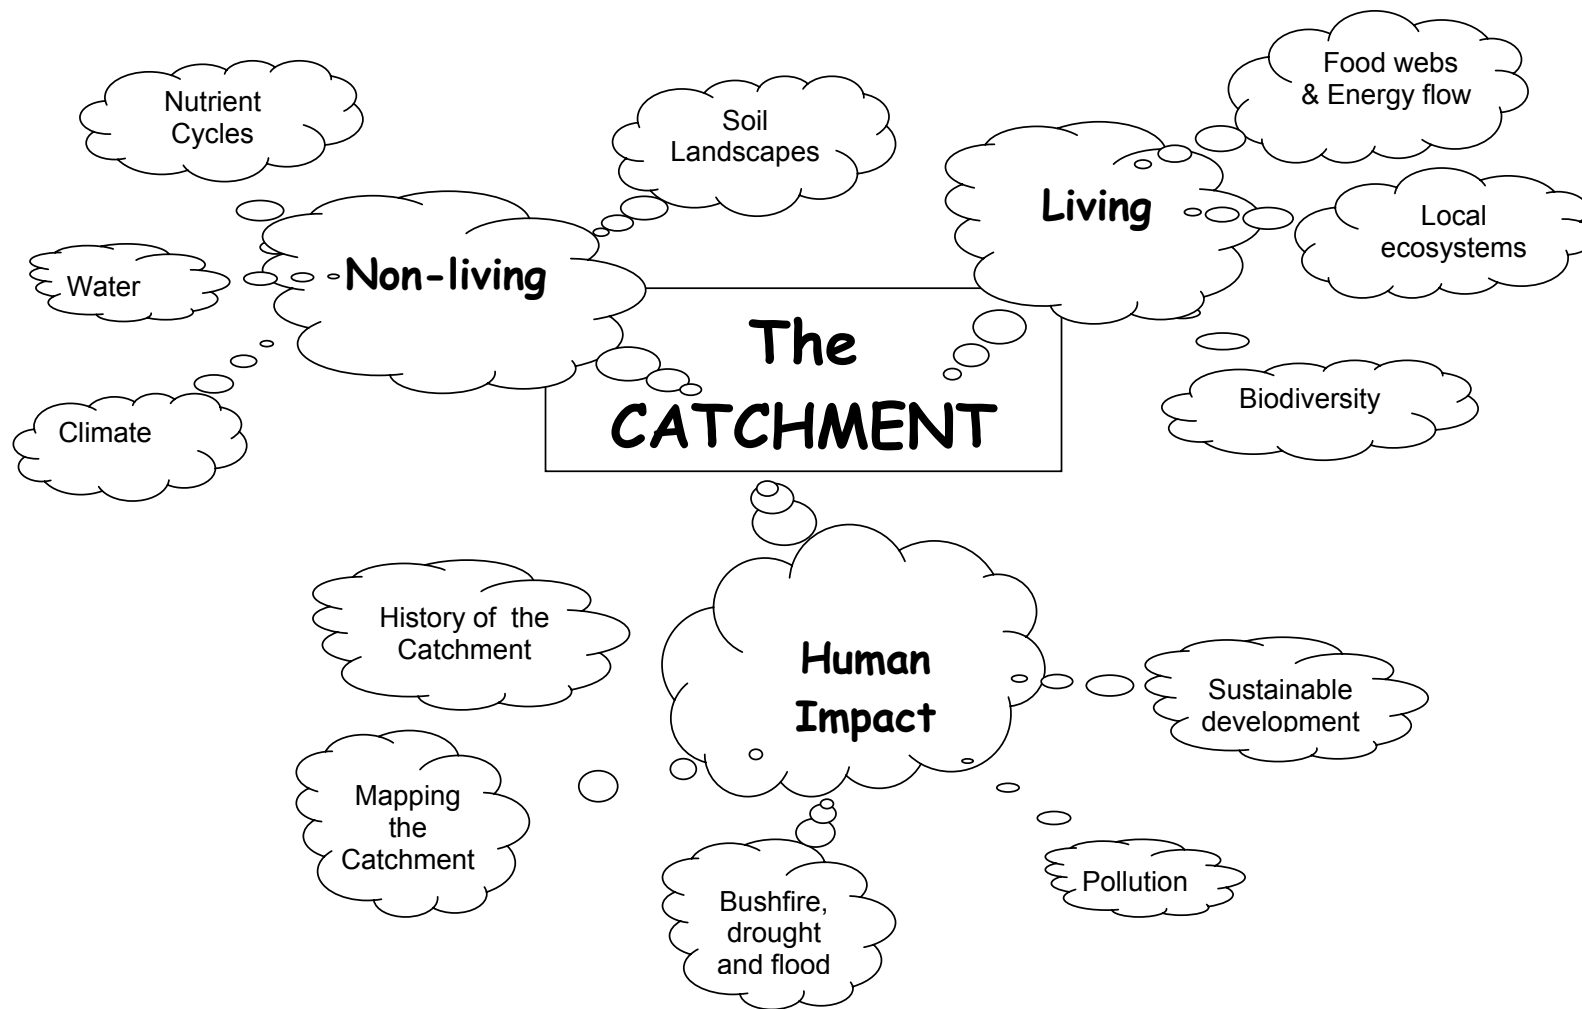 Nutrient
Cycles
Soil
Landscapes
Food webs
& Energy flow
Living
Local
ecosystems
Non-living
Water
The
CATCHMENT
Climate
Biodiversity
History of  the
Catchment
Human
Impact
Sustainable
development
Mapping
the
Catchment
Bushfire,
drought
and flood
Pollution